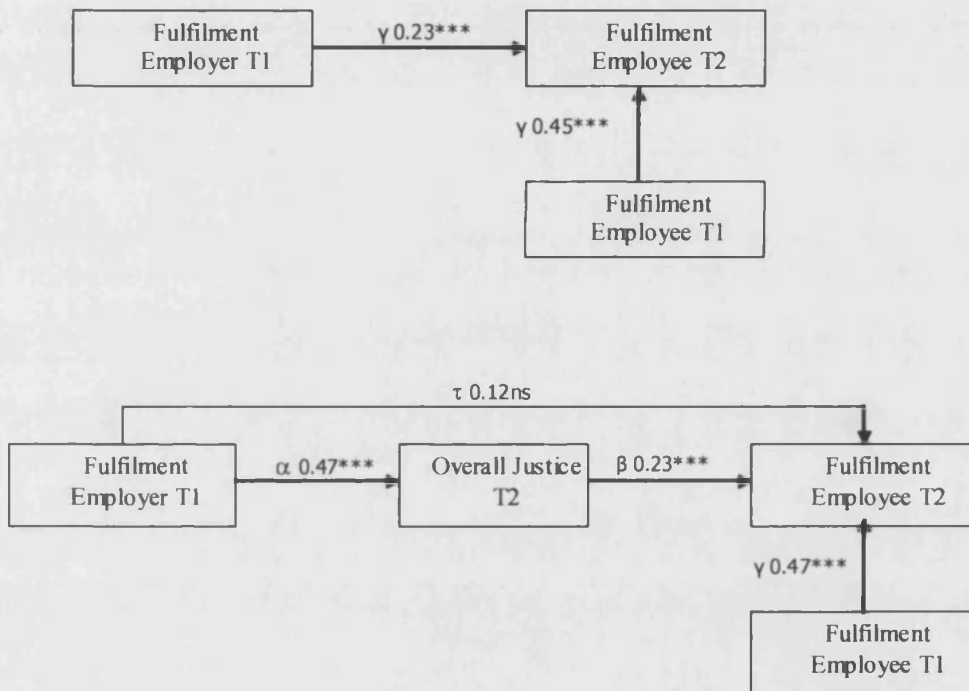 Fulfilment
Employer T1
γ 0.23***
Fulfilment
Employee T2
γ 0.45***
Fulfilment
Employee T1
τ 0.12ns
Fulfilment
Employer T1
α 0.47***
Overall Justice
T2
β 0.23***
Fulfilment
Employee T2
γ 0.47***
Fulfilment
Employee T1